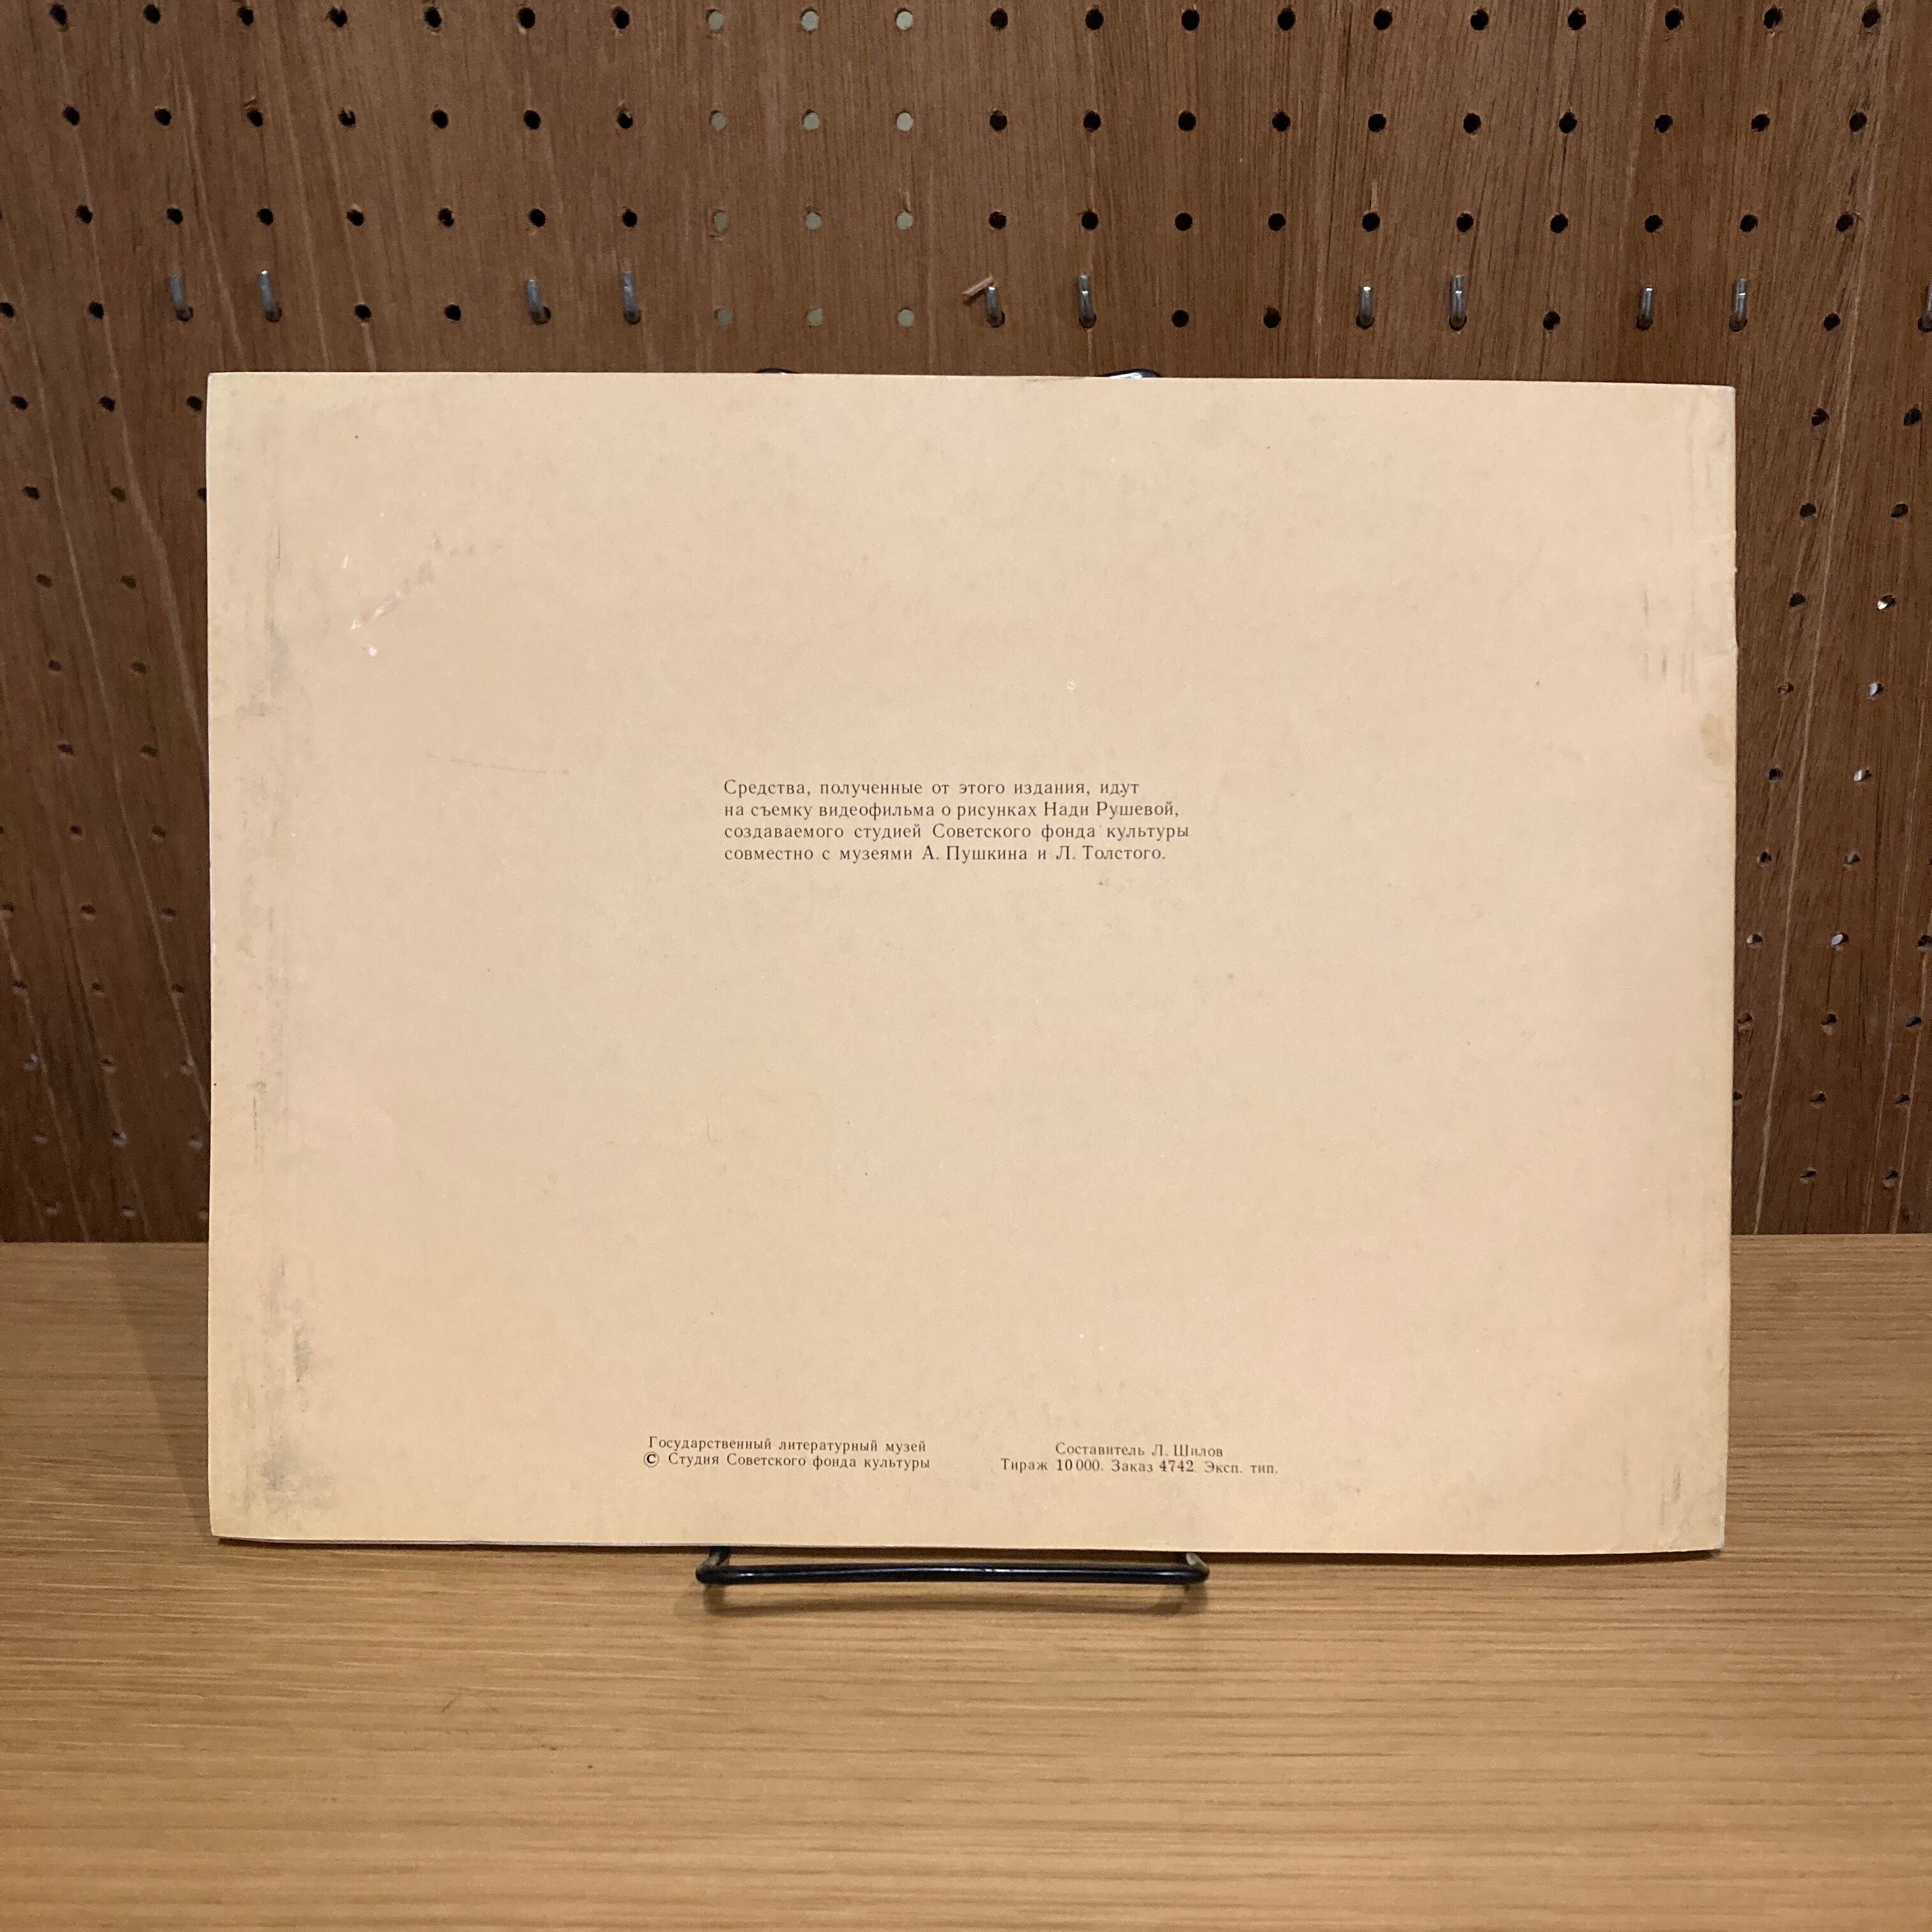 Средства, полученные от этого издания, идут
на съемку видеофильма о рисунках Нади Рушевой,
создаваемого студией Советского фонда культуры
совместно с музеями А. Пушкина и Л. Толстого.
Государственный литературный музей
© Студия Советского фонда культуры
Составитель Л. Шилов
Тираж 10 000. Заказ 4742. Эксп. тип.